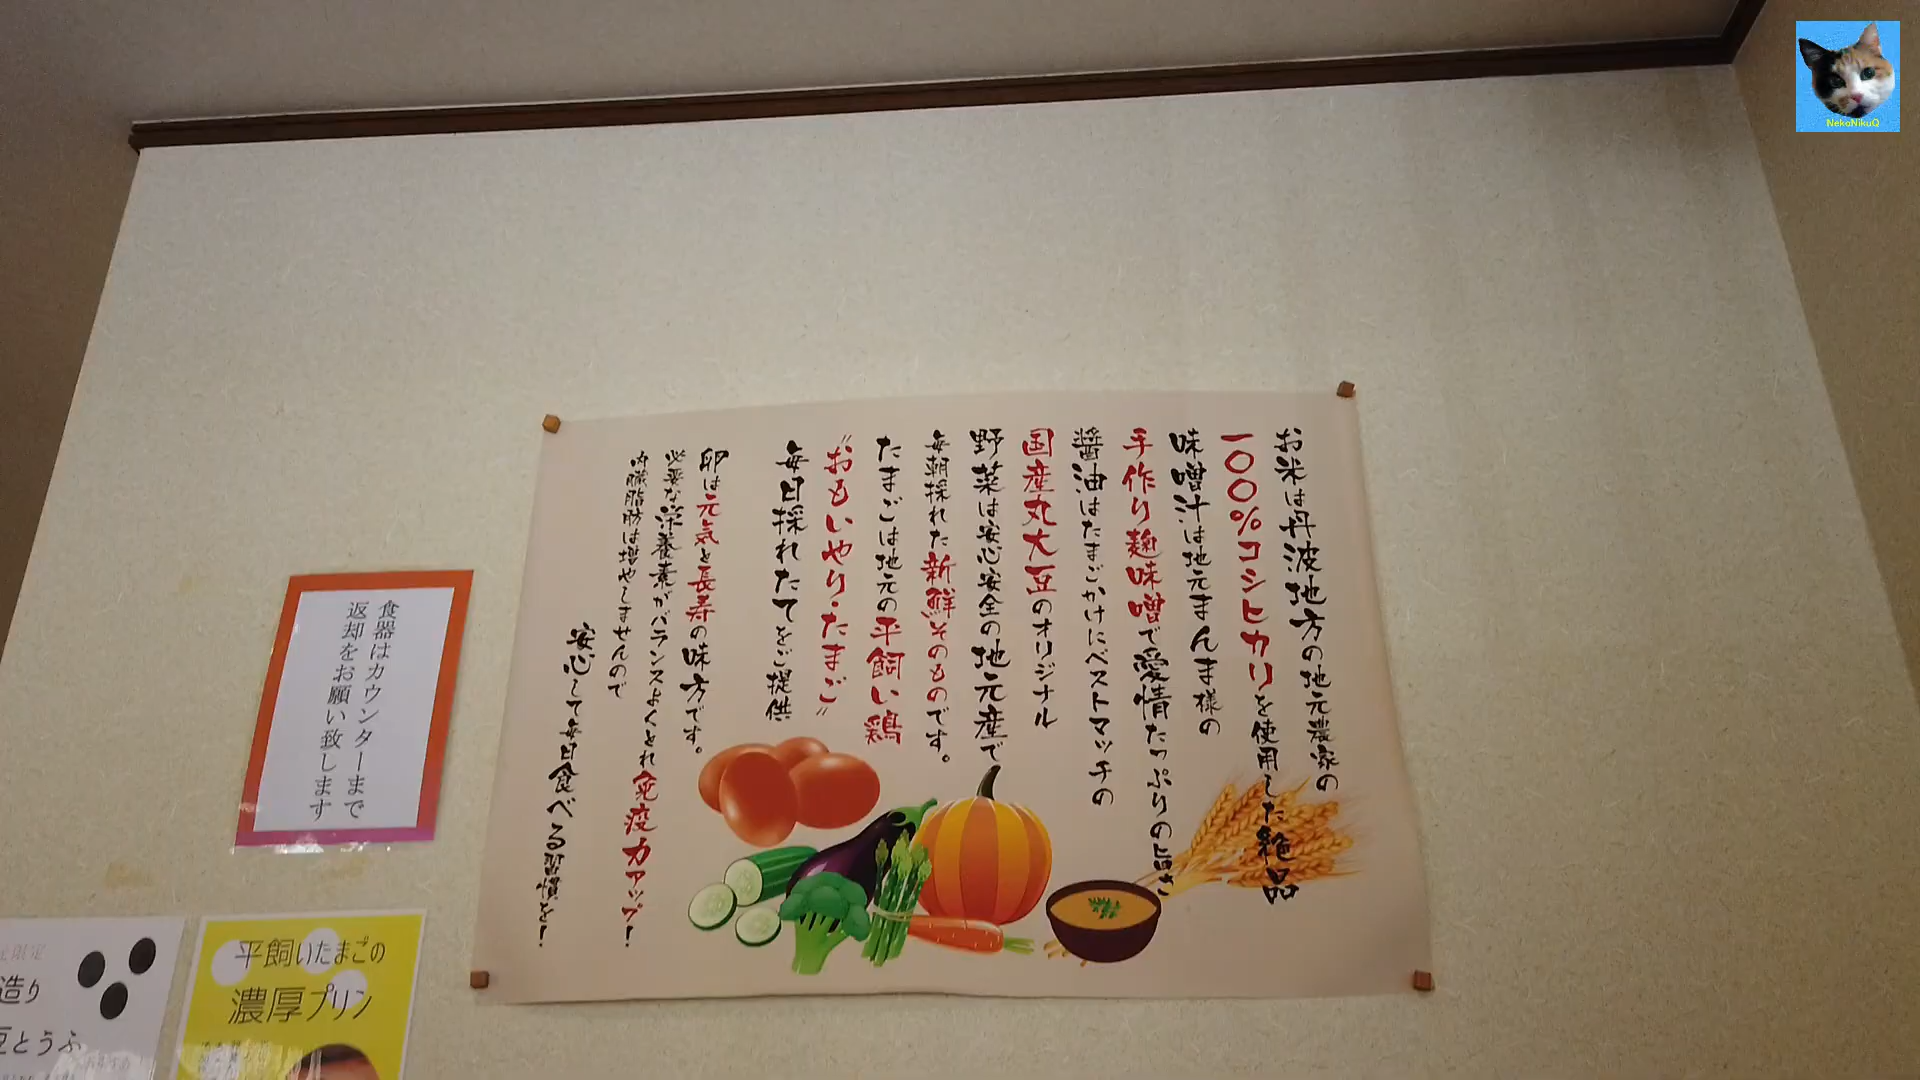 お米は丹波地方の地元農家の
一〇〇%コシヒカリを使用した絶品
味噌汁は地元まんま様の
手作り麹味噌で愛情たっぷりの旨さ
醤油はたまごかけにベストマッチの
国産丸大豆のオリジナル
野菜は安心安全の地元産で
毎朝採れた新鮮そのものです。
たまごは地元の平飼い鶏
“おもいやり・たまご”
毎日採れたてをご提供
卵は元気と長寿の味方です。
必要な栄養素がバランスよくとれ免疫力アップ!
内臓脂肪は増やしませんので
安心して毎日食べる習慣を!
食器はカウンターまで
返却をお願い致します
平飼いたまごの
濃厚プリン
限定
造り
豆とうふ
NekoNikuQ